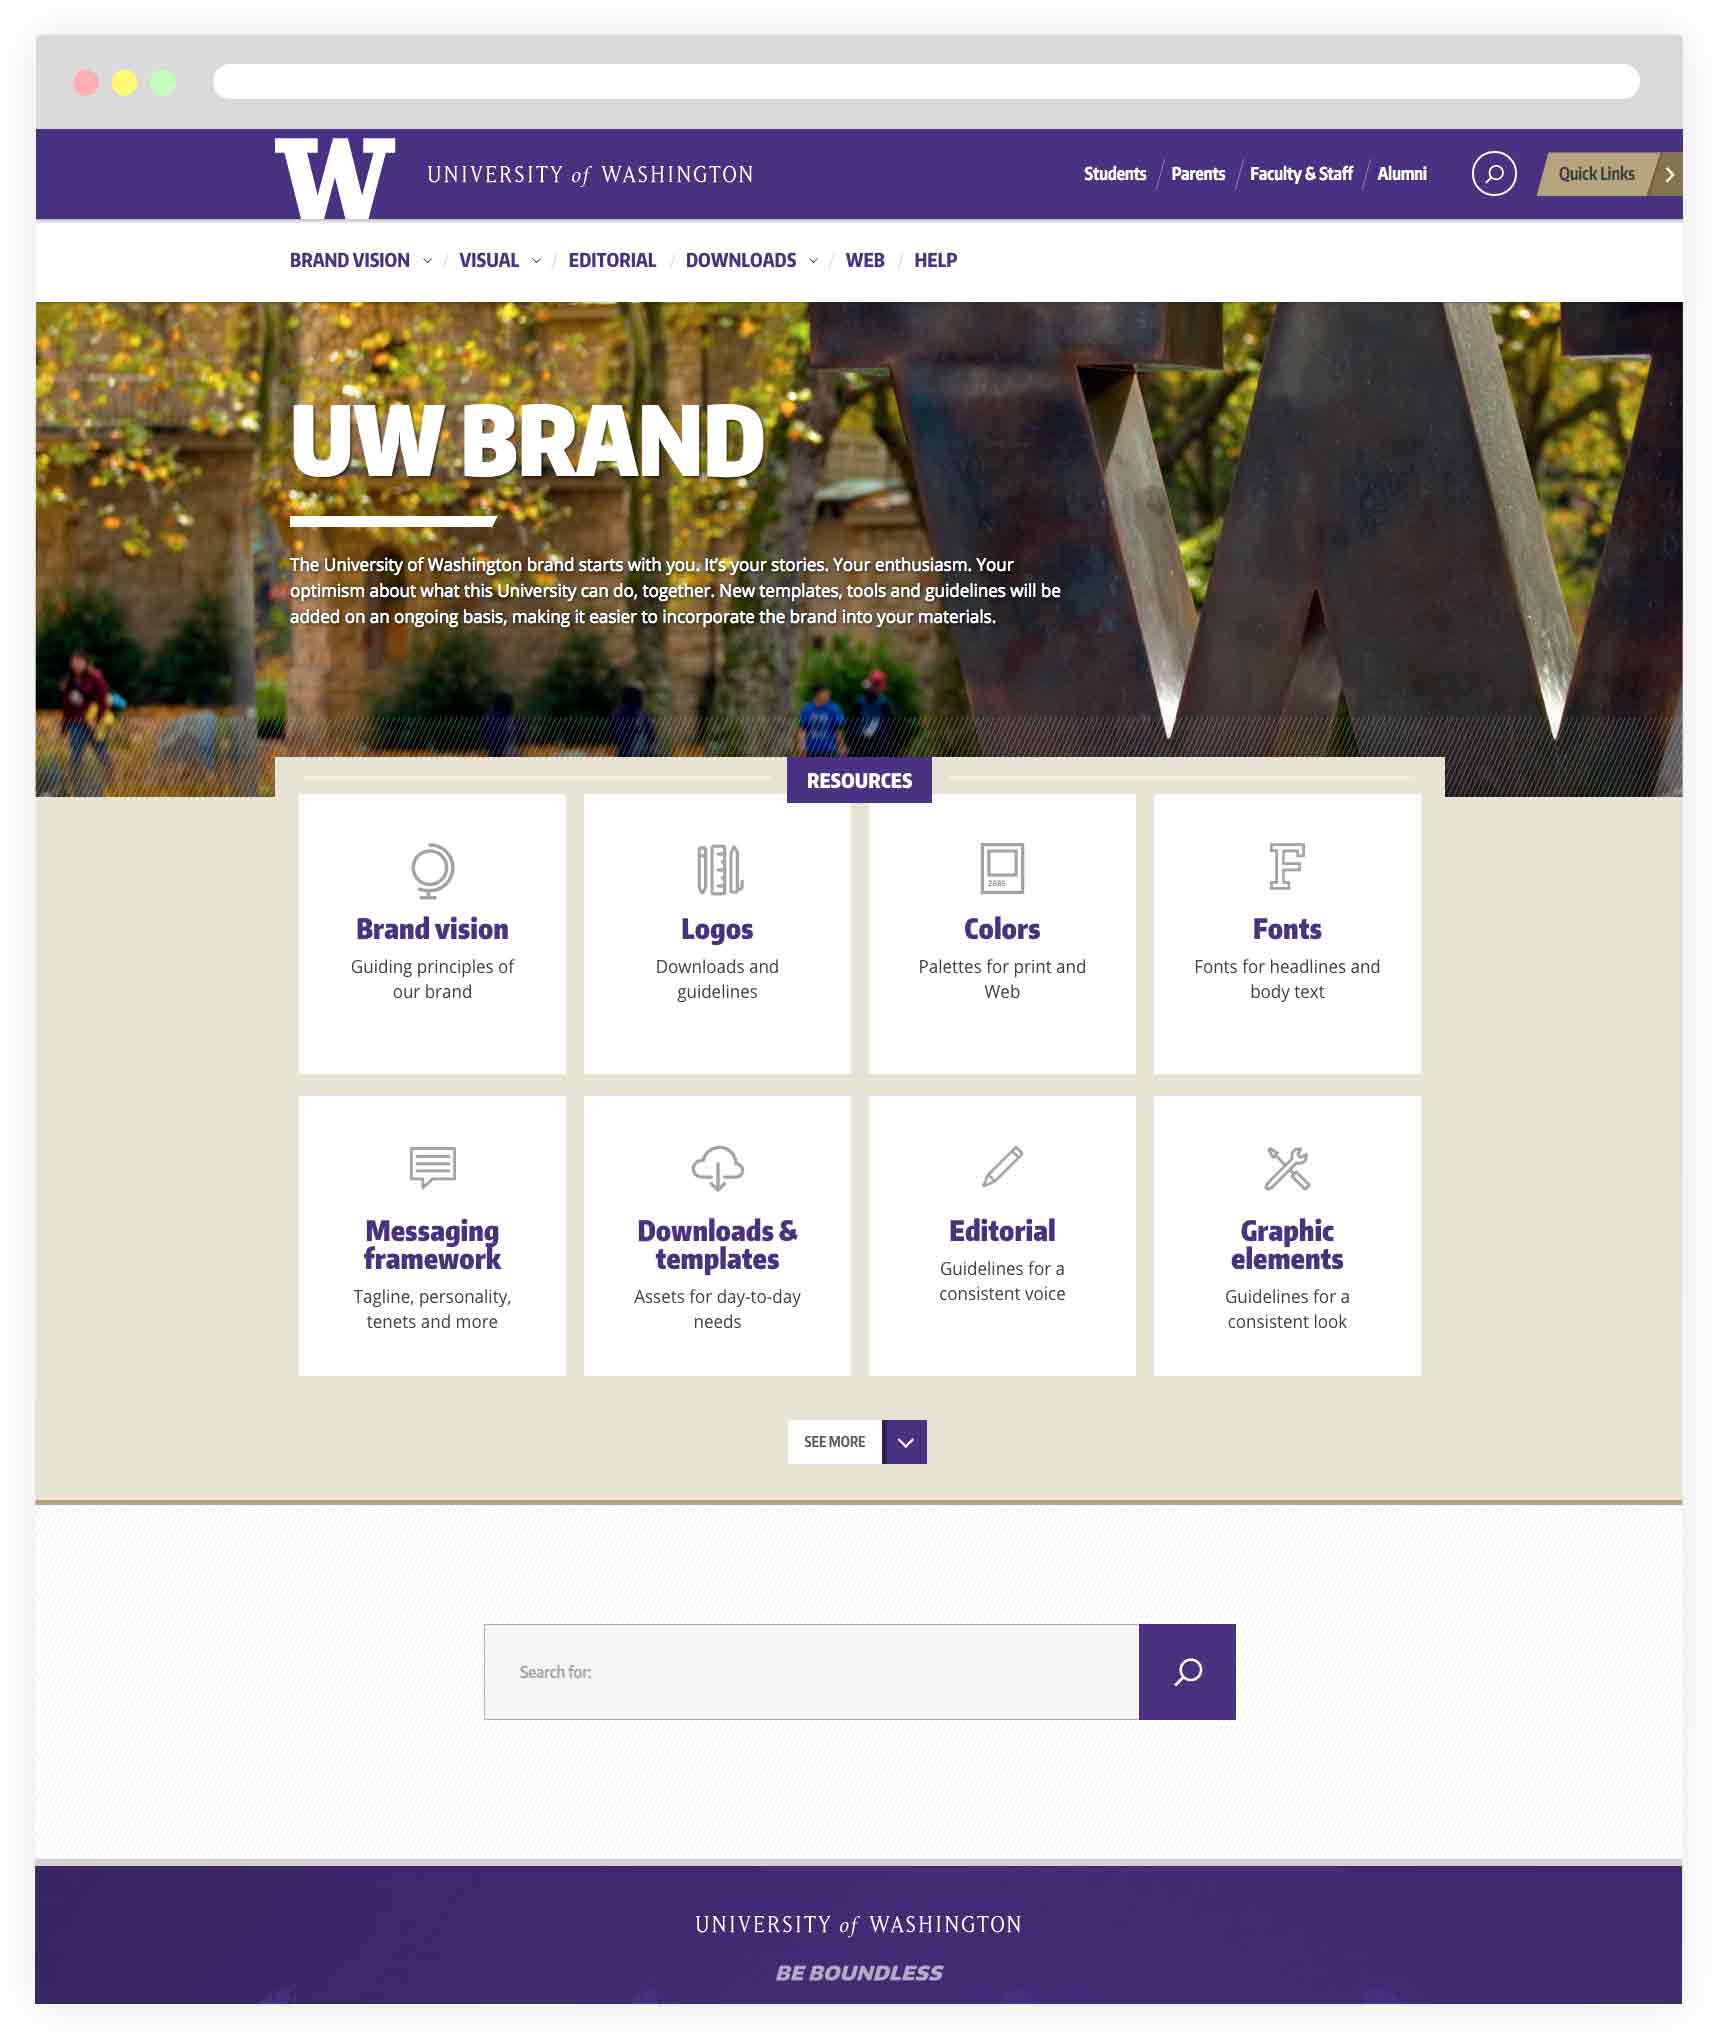 W
UNIVERSITY of WASHINGTON
Students Parents Faculty & Staff Alumni
Quick Links
BRAND VISION VISUAL EDITORIAL DOWNLOADS WEB HELP
UW BRAND
The University of Washington brand starts with you. It's your stories. Your enthusiasm. Your
optimism about what this University can do, together. New templates, tools and guidelines will be
added on an ongoing basis, making it easier to incorporate the brand into your materials.
RESOURCES
2685
F
Brand vision
Guiding principles of
our brand
Logos
Downloads and
guidelines
Colors
Palettes for print and
Web
Fonts
Fonts for headlines and
body text
Messaging
framework
Tagline, personality,
tenets and more
Downloads &
templates
Assets for day-to-day
needs
Editorial
Guidelines for a
consistent voice
Graphic
elements
Guidelines for a
consistent look
SEE MORE
Search for:
UNIVERSITY of WASHINGTON
BE BOUNDLESS